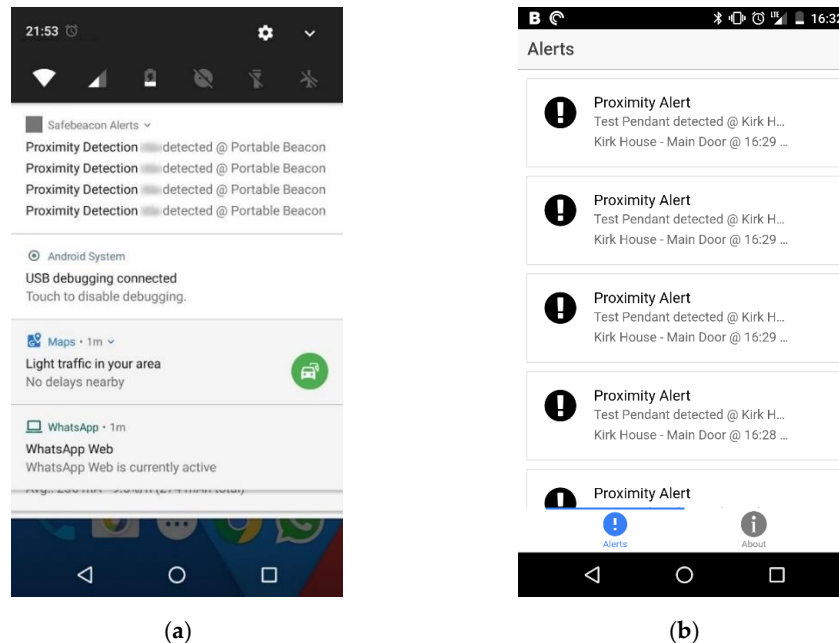 21:53
Safebeacon Alerts
Proximity Detection detected @ Portable Beacon
Proximity Detection detected @ Portable Beacon
Proximity Detection detected @ Portable Beacon
Proximity Detection detected @ Portable Beacon
Android System
USB debugging connected
Touch to disable debugging.
Maps • 1m
Light traffic in your area
No delays nearby
WhatsApp • 1m
WhatsApp Web
WhatsApp Web is currently active
(a)
B LTE 16:32
Alerts
Proximity Alert
Test Pendant detected @ Kirk H...
Kirk House - Main Door @ 16:29 ...
Proximity Alert
Test Pendant detected @ Kirk H...
Kirk House - Main Door @ 16:29 ...
Proximity Alert
Test Pendant detected @ Kirk H...
Kirk House - Main Door @ 16:29 ...
Proximity Alert
Test Pendant detected @ Kirk H...
Kirk House - Main Door @ 16:28 ...
Proximity Alert
Alerts
About
(b)